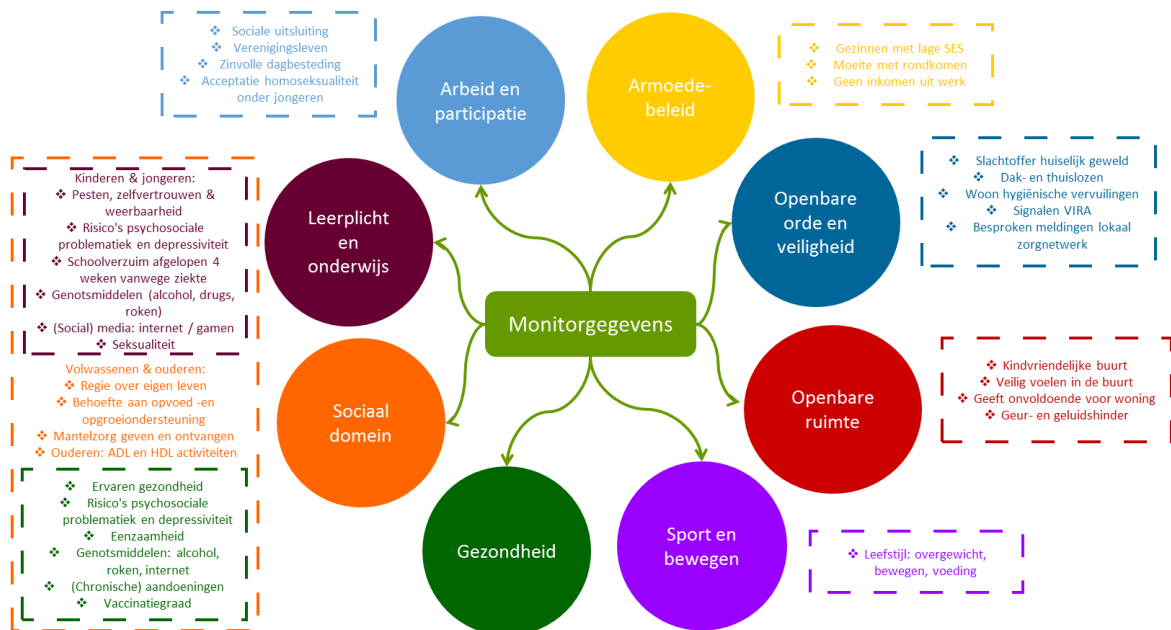 ❖ Sociale uitsluiting
❖ Verenigingsleven
❖ Zinvolle dagbesteding
❖ Acceptatie homoseksualiteit
onder jongeren
Arbeid en
participatie
Armoede-
beleid
❖ Gezinnen met lage SES
❖ Moeite met rondkomen
❖ Geen inkomen uit werk
Kinderen & jongeren:
❖ Pesten, zelfvertrouwen &
weerbaarheid
❖ Risico's psychosociale
problematiek en depressiviteit
❖ Schoolverzuim afgelopen 4
weken vanwege ziekte
❖ Genotsmiddelen (alcohol, drugs,
roken)
❖ (Social) media: internet / gamen
❖ Seksualiteit
Leerplicht en
onderwijs
Openbare
orde en
veiligheid
❖ Slachtoffer huiselijk geweld
❖ Dak- en thuislozen
❖ Woon hygiënische vervuilingen
❖ Signalen VIRA
❖ Besproken meldingen lokaal
zorgnetwerk
Monitorgegevens
Volwassenen & ouderen:
❖ Regie over eigen leven
❖ Behoefte aan opvoed -en
opgroeiondersteuning
❖ Mantelzorg geven en ontvangen
❖ Ouderen: ADL en HDL activiteiten
Sociaal
domein
Openbare
ruimte
❖ Kindvriendelijke buurt
❖ Veilig voelen in de buurt
❖ Geeft onvoldoende voor woning
❖ Geur- en geluidshinder
❖ Ervaren gezondheid
❖ Risico's psychosociale
problematiek en depressiviteit
❖ Eenzaamheid
❖ Genotsmiddelen: alcohol,
roken, internet
❖ (Chronische) aandoeningen
❖ Vaccinatiegraad
Gezondheid
Sport en
bewegen
❖ Leefstijl: overgewicht,
bewegen, voeding